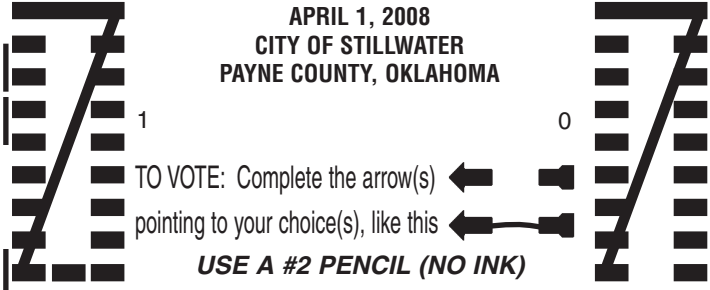 APRIL 1, 2008
CITY OF STILLWATER
PAYNE COUNTY, OKLAHOMA
1 0
TO VOTE: Complete the arrow(s)
pointing to your choice(s), like this
USE A #2 PENCIL (NO INK)